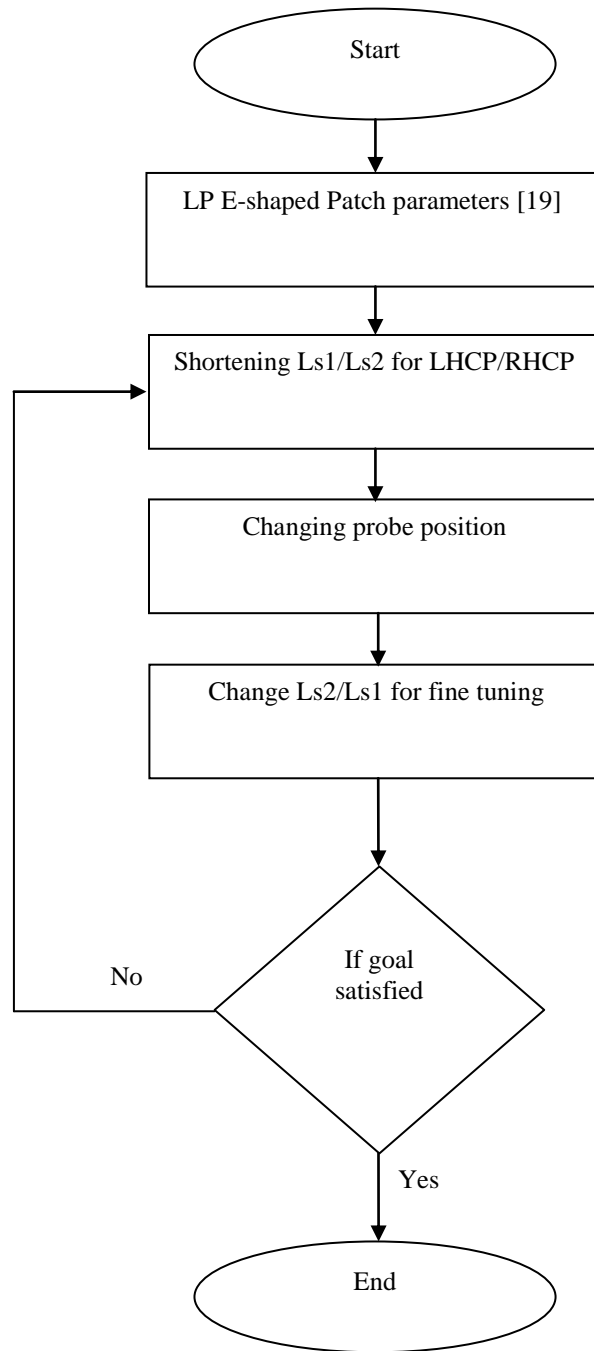 Start
LP E-shaped Patch parameters [19]
Shortening Ls1/Ls2 for LHCP/RHCP
Changing probe position
Change Ls2/Ls1 for fine tuning
If goal
satisfied
No
Yes
End